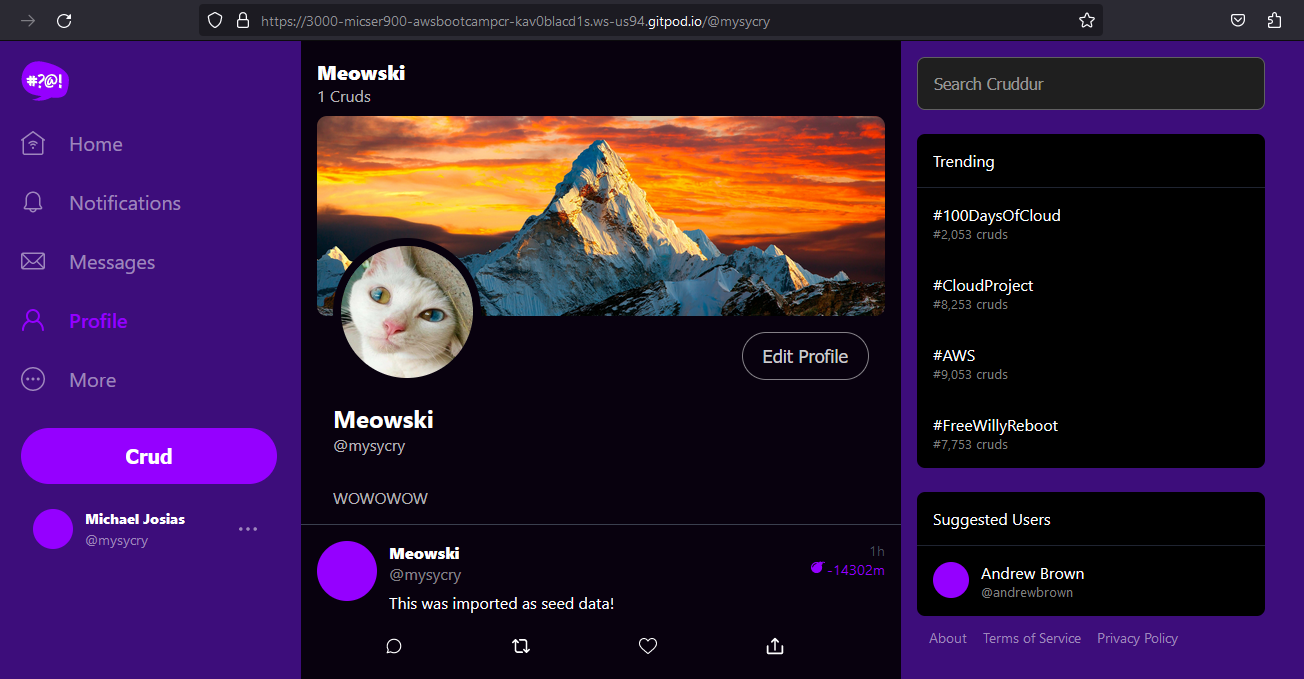 https://3000-micser900-awsbootcampcr-kav0blacd1s.ws-us94.gitpod.io/@mysycry
#?@!
Home
Notifications
Messages
Profile
More
Crud
Michael Josias
@mysycry
Meowski
1 Cruds
Edit Profile
Meowski
@mysycry
WOWOWOW
Meowski
@mysycry
1h
-14302m
This was imported as seed data!
Search Cruddur
Trending
#100DaysOfCloud
#2,053 cruds
#CloudProject
#8,253 cruds
#AWS
#9,053 cruds
#FreeWillyReboot
#7,753 cruds
Suggested Users
Andrew Brown
@andrewbrown
About Terms of Service Privacy Policy